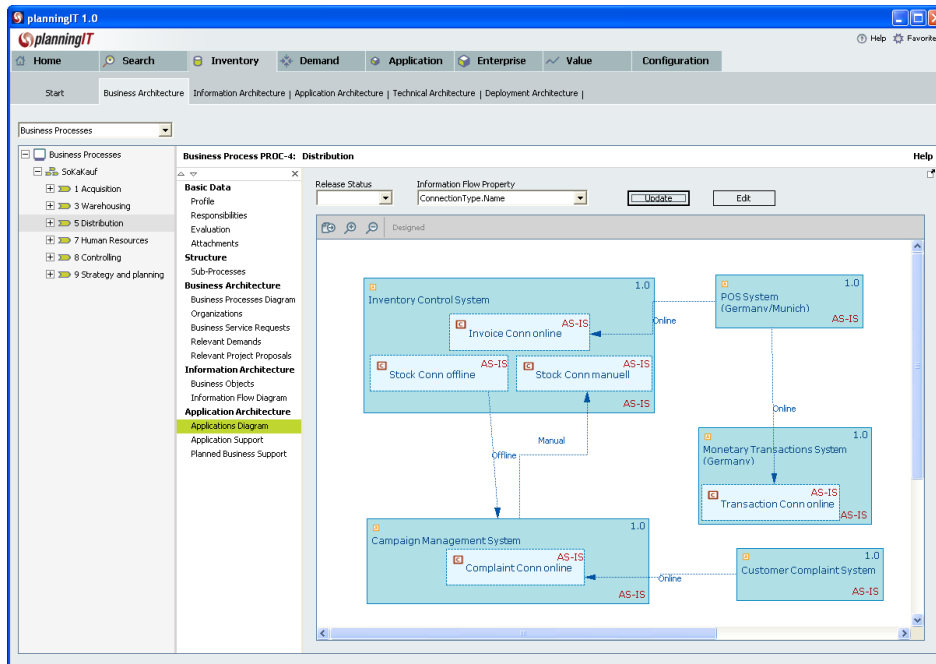 planningIT 1.0
planningIT
Help Favorite
Home Search Inventory Demand Application Enterprise Value Configuration
Start Business Architecture Information Architecture | Application Architecture | Technical Architecture | Deployment Architecture |
Business Processes
Business Processes
SoKaKauf
1 Acquisition
3 Warehousing
5 Distribution
7 Human Resources
8 Controlling
9 Strategy and planning
Business Process PROC-4: Distribution Help
Basic Data
Profile
Responsibilities
Evaluation
Attachments
Structure
Sub-Processes
Business Architecture
Business Processes Diagram
Organizations
Business Service Requests
Relevant Demands
Relevant Project Proposals
Information Architecture
Business Objects
Information Flow Diagram
Application Architecture
Applications Diagram
Application Support
Planned Business Support
Release Status Information Flow Property
ConnectionType.Name Update Edit
Designed
1.0
Inventory Control System
C AS-IS
Invoice Conn online
C AS-IS
Stock Conn offline
C AS-IS
Stock Conn manuell
AS-IS
1.0
POS System
(Germany/Munich)
AS-IS
Online
Online
Manual
Offline
1.0
Monetary Transactions System
(Germany)
C AS-IS
Transaction Conn online
AS-IS
1.0
Campaign Management System
C AS-IS
Complaint Conn online
AS-IS
Online
1.0
Customer Complaint System
AS-IS